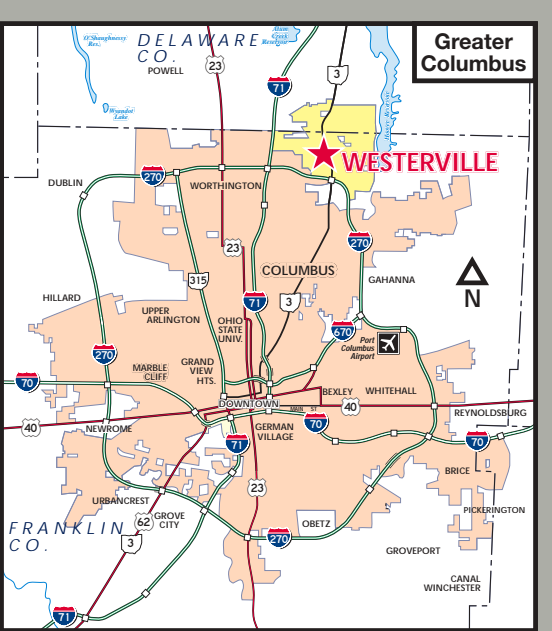 Greater
Columbus
DELAWARE
CO.
O'Shaughnessy
Res.
Alum
Creek
Reservoir
POWELL
23
71
3
Wyandot
Lake
Hoover Reservoir
WESTERVILLE
DUBLIN
270
WORTHINGTON
270
23
COLUMBUS
GAHANNA
N
315
HILLARD
71
3
UPPER
ARLINGTON
OHIO
STATE
UNIV.
670
Port
Columbus
Airport
270
MARBLE
CLIFF
GRAND
VIEW
HTS.
70
BEXLEY
WHITEHALL
DOWNTOWN
MAIN ST
40
REYNOLDSBURG
40
NEWROME
GERMAN
VILLAGE
70
71
70
BRICE
23
URBANCREST
PICKERINGTON
62
GROVE
CITY
OBETZ
FRANKLIN
CO.
3
270
GROVEPORT
CANAL
WINCHESTER
71